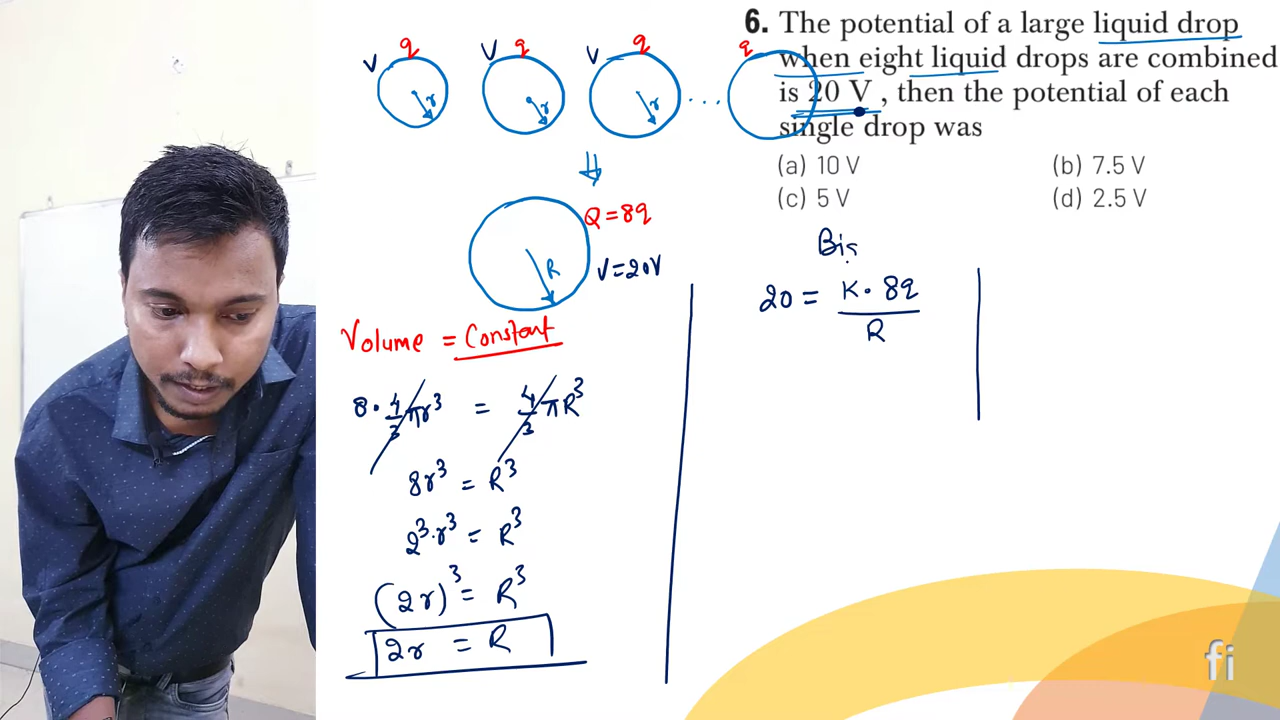 6. The potential of a large liquid drop
when eight liquid drops are combined
is 20 V, then the potential of each
single drop was
(a) 10 V (b) 7.5 V
(c) 5 V (d) 2.5 V
V q V q V q q
r r r ...
⇓
Q = 8q
R
V = 20V
Volume = Constant
8 · 4/3 πr³ = 4/3 πR³
8r³ = R³
2³·r³ = R³
(2r)³ = R³
2r = R
Big
20 = K · 8q / R
fi